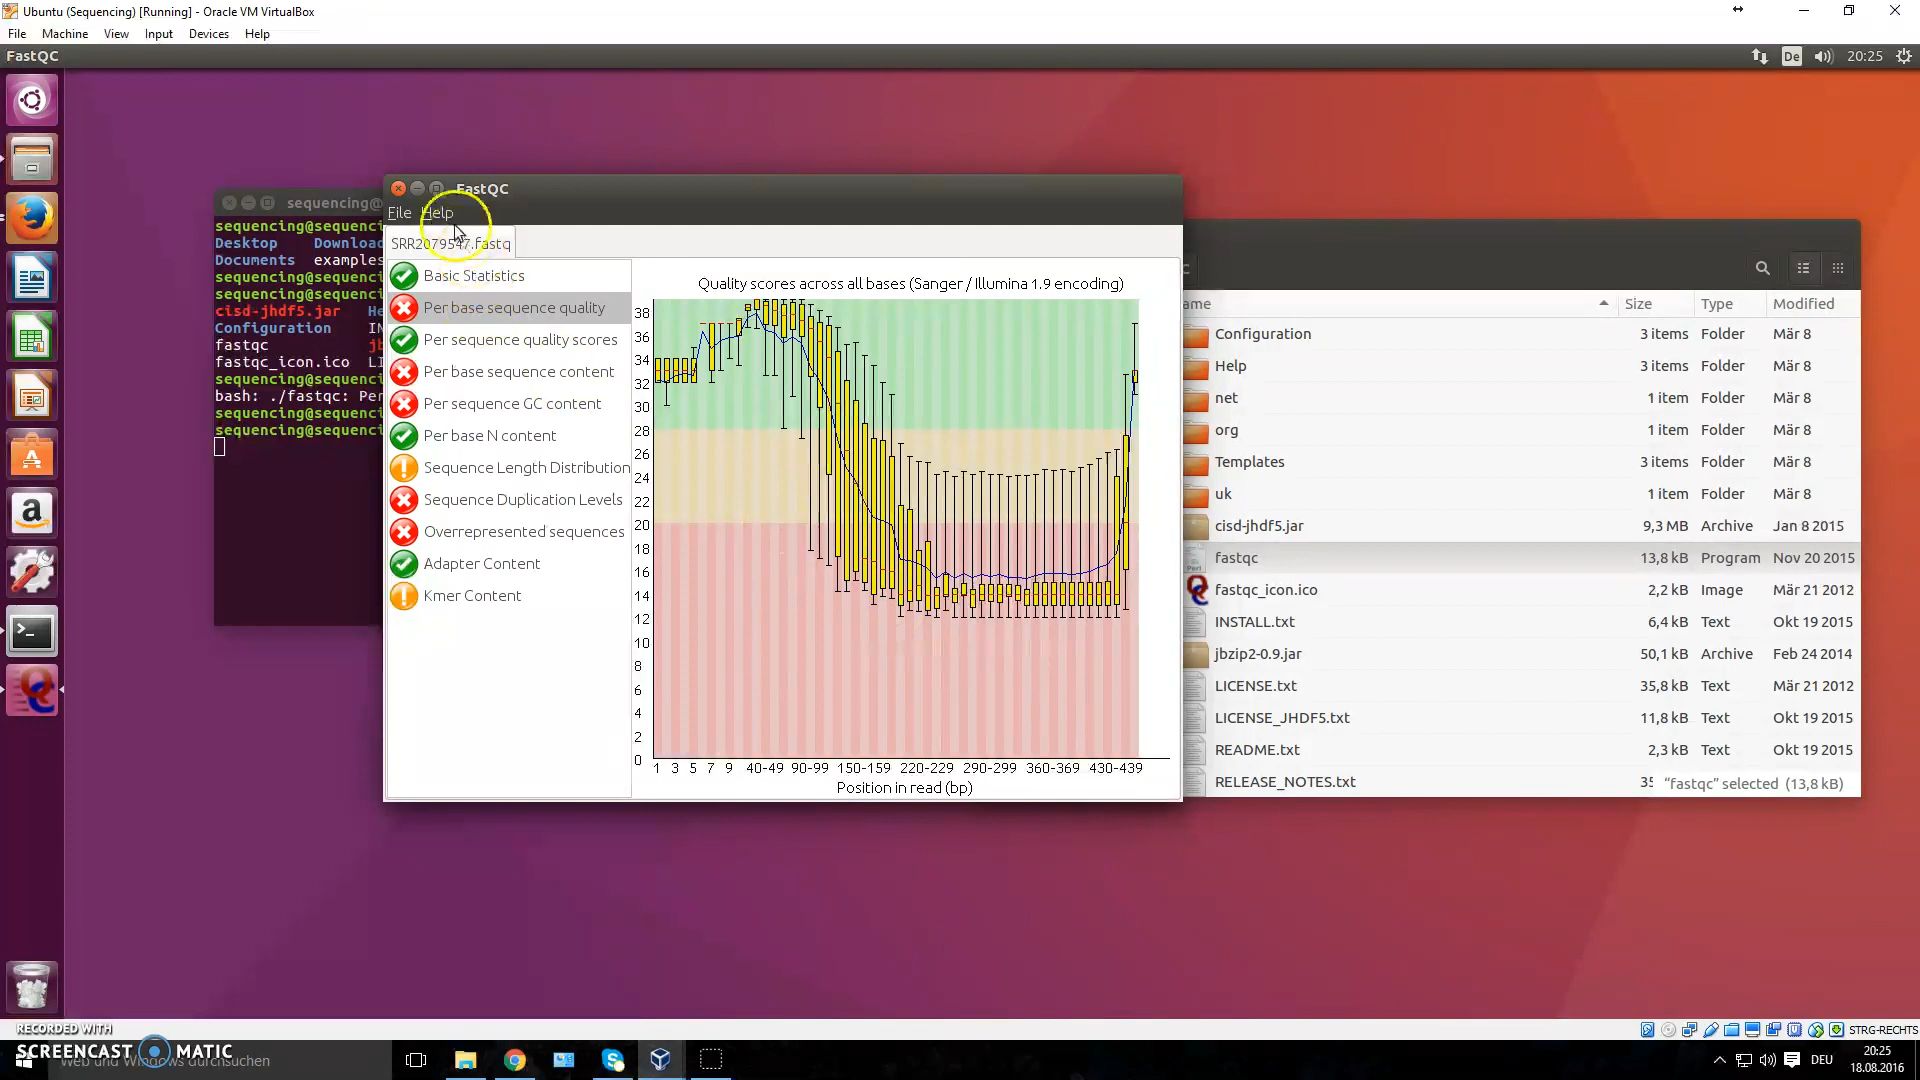 Ubuntu (Sequencing) [Running] - Oracle VM VirtualBox
File Machine View Input Devices Help
FastQC
De
20:25
sequencing@
sequencing@sequenc
Desktop Downloa
Documents examples
sequencing@sequenc
sequencing@sequenc
cisd-jhdf5.jar He
Configuration IN
fastqc jb
fastqc_icon.ico LI
sequencing@sequenc
bash: ./fastqc: Per
sequencing@sequenc
sequencing@sequenc
FastQC
File Help
SRR2079547.fastq
Basic Statistics
Per base sequence quality
Per sequence quality scores
Per base sequence content
Per sequence GC content
Per base N content
Sequence Length Distribution
Sequence Duplication Levels
Overrepresented sequences
Adapter Content
Kmer Content
Quality scores across all bases (Sanger / Illumina 1.9 encoding)
38
36
34
32
30
28
26
24
22
20
18
16
14
12
10
8
6
4
2
0
1 3 5 7 9 40-49 90-99 150-159 220-229 290-299 360-369 430-439
Position in read (bp)
ame Size Type Modified
Configuration 3 items Folder Mär 8
Help 3 items Folder Mär 8
net 1 item Folder Mär 8
org 1 item Folder Mär 8
Templates 3 items Folder Mär 8
uk 1 item Folder Mär 8
cisd-jhdf5.jar 9,3 MB Archive Jan 8 2015
fastqc 13,8 kB Program Nov 20 2015
fastqc_icon.ico 2,2 kB Image Mär 21 2012
INSTALL.txt 6,4 kB Text Okt 19 2015
jbzip2-0.9.jar 50,1 kB Archive Feb 24 2014
LICENSE.txt 35,8 kB Text Mär 21 2012
LICENSE_JHDF5.txt 11,8 kB Text Okt 19 2015
README.txt 2,3 kB Text Okt 19 2015
RELEASE_NOTES.txt 35 "fastqc" selected (13,8 kB)
STRG-RECHTS
RECORDED WITH
SCREENCAST MATIC
Web und Windows durchsuchen
DEU
20:25
18.08.2016